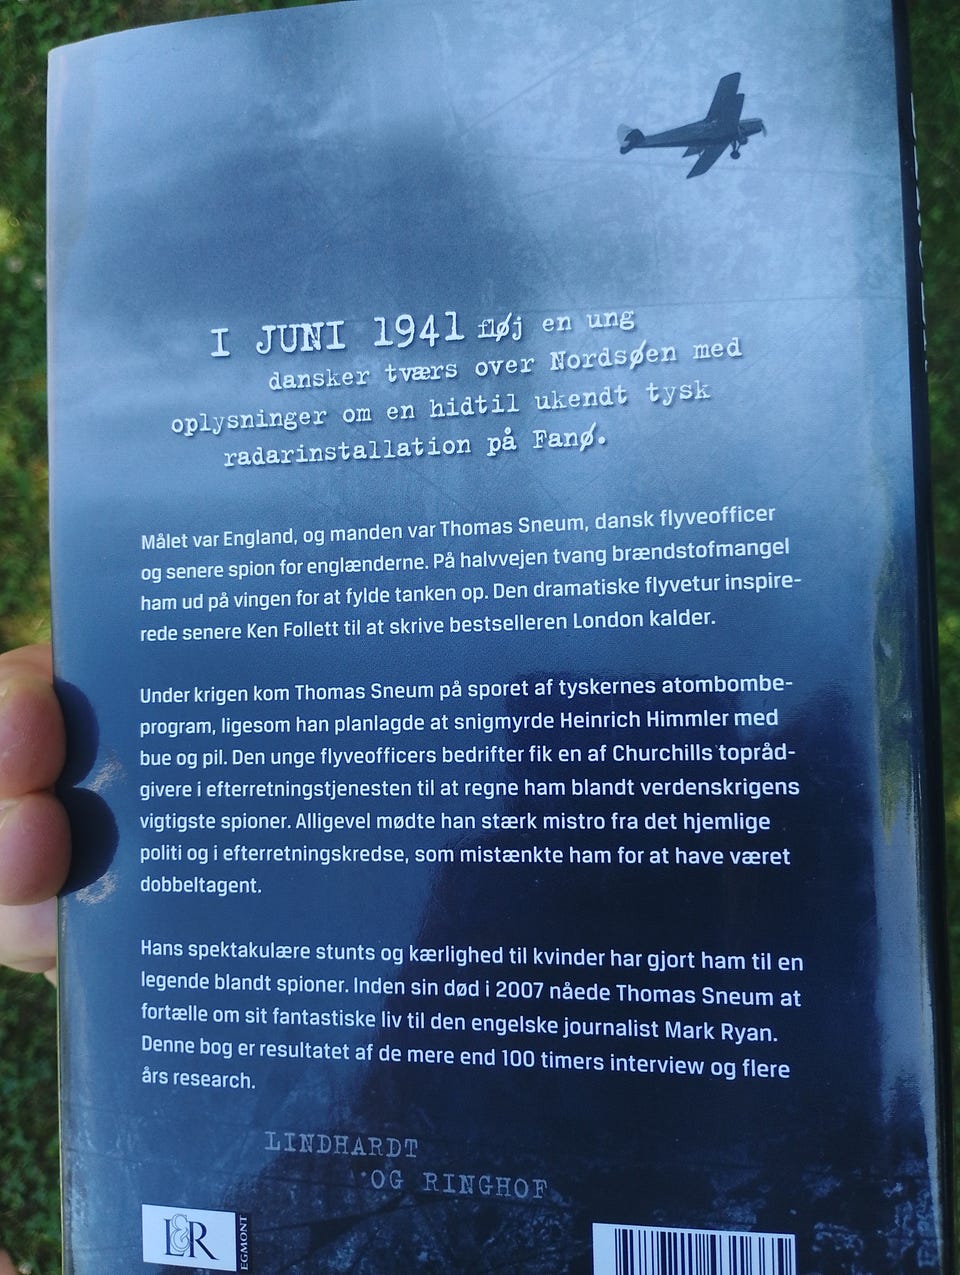 I JUNI 1941 fløj en ung
dansker tværs over Nordsøen med
oplysninger om en hidtil ukendt tysk
radarinstallation på Fanø.
Målet var England, og manden var Thomas Sneum, dansk flyveofficer
og senere spion for englænderne. På halvvejen tvang brændstofmangel
ham ud på vingen for at fylde tanken op. Den dramatiske flyvetur inspire-
rede senere Ken Follett til at skrive bestselleren London kalder.
Under krigen kom Thomas Sneum på sporet af tyskernes atombombe-
program, ligesom han planlagde at snigmyrde Heinrich Himmler med
bue og pil. Den unge flyveofficers bedrifter fik en af Churchills topråd-
givere i efterretningstjenesten til at regne ham blandt verdenskrigens
vigtigste spioner. Alligevel mødte han stærk mistro fra det hjemlige
politi og i efterretningskredse, som mistænkte ham for at have været
dobbeltagent.
Hans spektakulære stunts og kærlighed til kvinder har gjort ham til en
legende blandt spioner. Inden sin død i 2007 nåede Thomas Sneum at
fortælle om sit fantastiske liv til den engelske journalist Mark Ryan.
Denne bog er resultatet af de mere end 100 timers interview og flere
års research.
LINDHARDT
OG RINGHOF
L&R
EGMONT